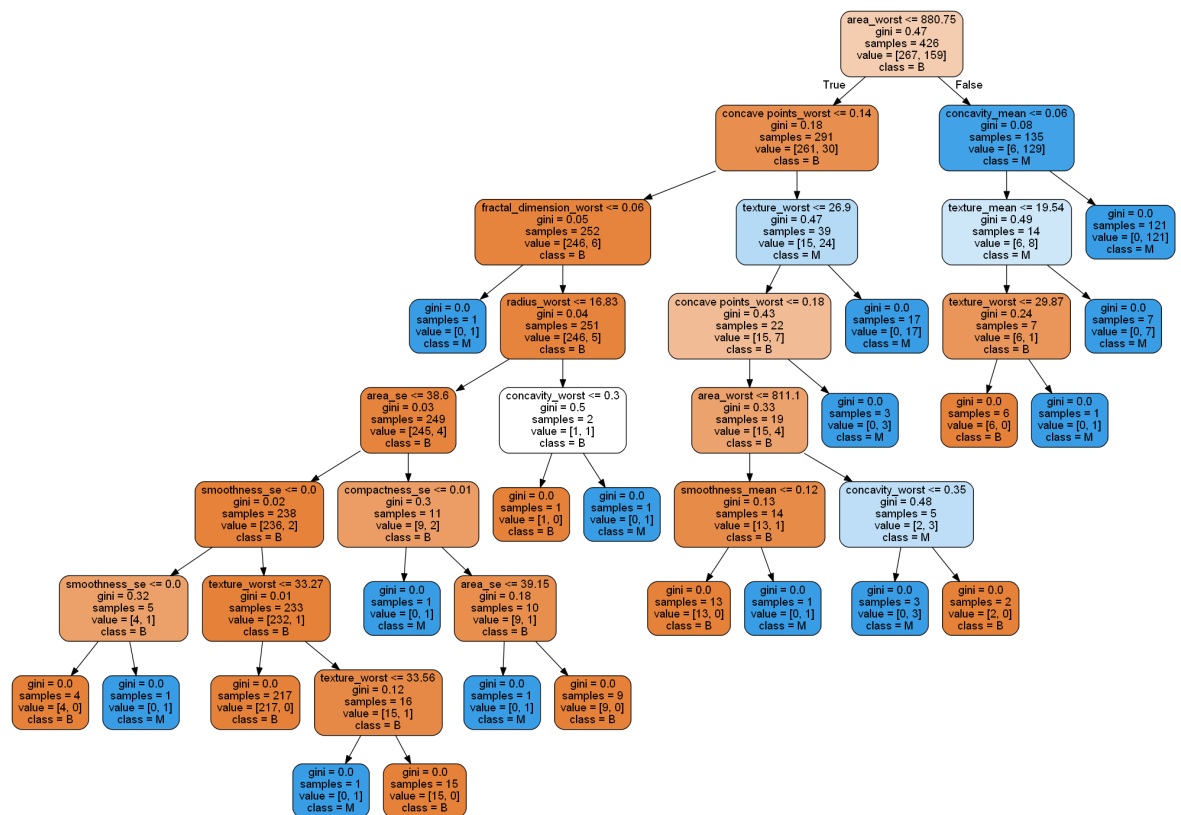 area_worst <= 880.75
gini = 0.47
samples = 426
value = [267, 159]
class = B
True
False
concave points_worst <= 0.14
gini = 0.18
samples = 291
value = [261, 30]
class = B
concavity_mean <= 0.06
gini = 0.08
samples = 135
value = [6, 129]
class = M
fractal_dimension_worst <= 0.06
gini = 0.05
samples = 252
value = [246, 6]
class = B
texture_worst <= 26.9
gini = 0.47
samples = 39
value = [15, 24]
class = M
texture_mean <= 19.54
gini = 0.49
samples = 14
value = [6, 8]
class = M
gini = 0.0
samples = 121
value = [0, 121]
class = M
gini = 0.0
samples = 1
value = [0, 1]
class = M
radius_worst <= 16.83
gini = 0.04
samples = 251
value = [246, 5]
class = B
concave points_worst <= 0.18
gini = 0.43
samples = 22
value = [15, 7]
class = B
gini = 0.0
samples = 17
value = [0, 17]
class = M
texture_worst <= 29.87
gini = 0.24
samples = 7
value = [6, 1]
class = B
gini = 0.0
samples = 7
value = [0, 7]
class = M
area_se <= 38.6
gini = 0.03
samples = 249
value = [245, 4]
class = B
concavity_worst <= 0.3
gini = 0.5
samples = 2
value = [1, 1]
class = B
area_worst <= 811.1
gini = 0.33
samples = 19
value = [15, 4]
class = B
gini = 0.0
samples = 3
value = [0, 3]
class = M
gini = 0.0
samples = 6
value = [6, 0]
class = B
gini = 0.0
samples = 1
value = [0, 1]
class = M
smoothness_se <= 0.0
gini = 0.02
samples = 238
value = [236, 2]
class = B
compactness_se <= 0.01
gini = 0.3
samples = 11
value = [9, 2]
class = B
gini = 0.0
samples = 1
value = [1, 0]
class = B
gini = 0.0
samples = 1
value = [0, 1]
class = M
smoothness_mean <= 0.12
gini = 0.13
samples = 14
value = [13, 1]
class = B
concavity_worst <= 0.35
gini = 0.48
samples = 5
value = [2, 3]
class = M
smoothness_se <= 0.0
gini = 0.32
samples = 5
value = [4, 1]
class = B
texture_worst <= 33.27
gini = 0.01
samples = 233
value = [232, 1]
class = B
gini = 0.0
samples = 1
value = [0, 1]
class = M
area_se <= 39.15
gini = 0.18
samples = 10
value = [9, 1]
class = B
gini = 0.0
samples = 13
value = [13, 0]
class = B
gini = 0.0
samples = 1
value = [0, 1]
class = M
gini = 0.0
samples = 3
value = [0, 3]
class = M
gini = 0.0
samples = 2
value = [2, 0]
class = B
gini = 0.0
samples = 4
value = [4, 0]
class = B
gini = 0.0
samples = 1
value = [0, 1]
class = M
gini = 0.0
samples = 217
value = [217, 0]
class = B
texture_worst <= 33.56
gini = 0.12
samples = 16
value = [15, 1]
class = B
gini = 0.0
samples = 1
value = [0, 1]
class = M
gini = 0.0
samples = 9
value = [9, 0]
class = B
gini = 0.0
samples = 1
value = [0, 1]
class = M
gini = 0.0
samples = 15
value = [15, 0]
class = B